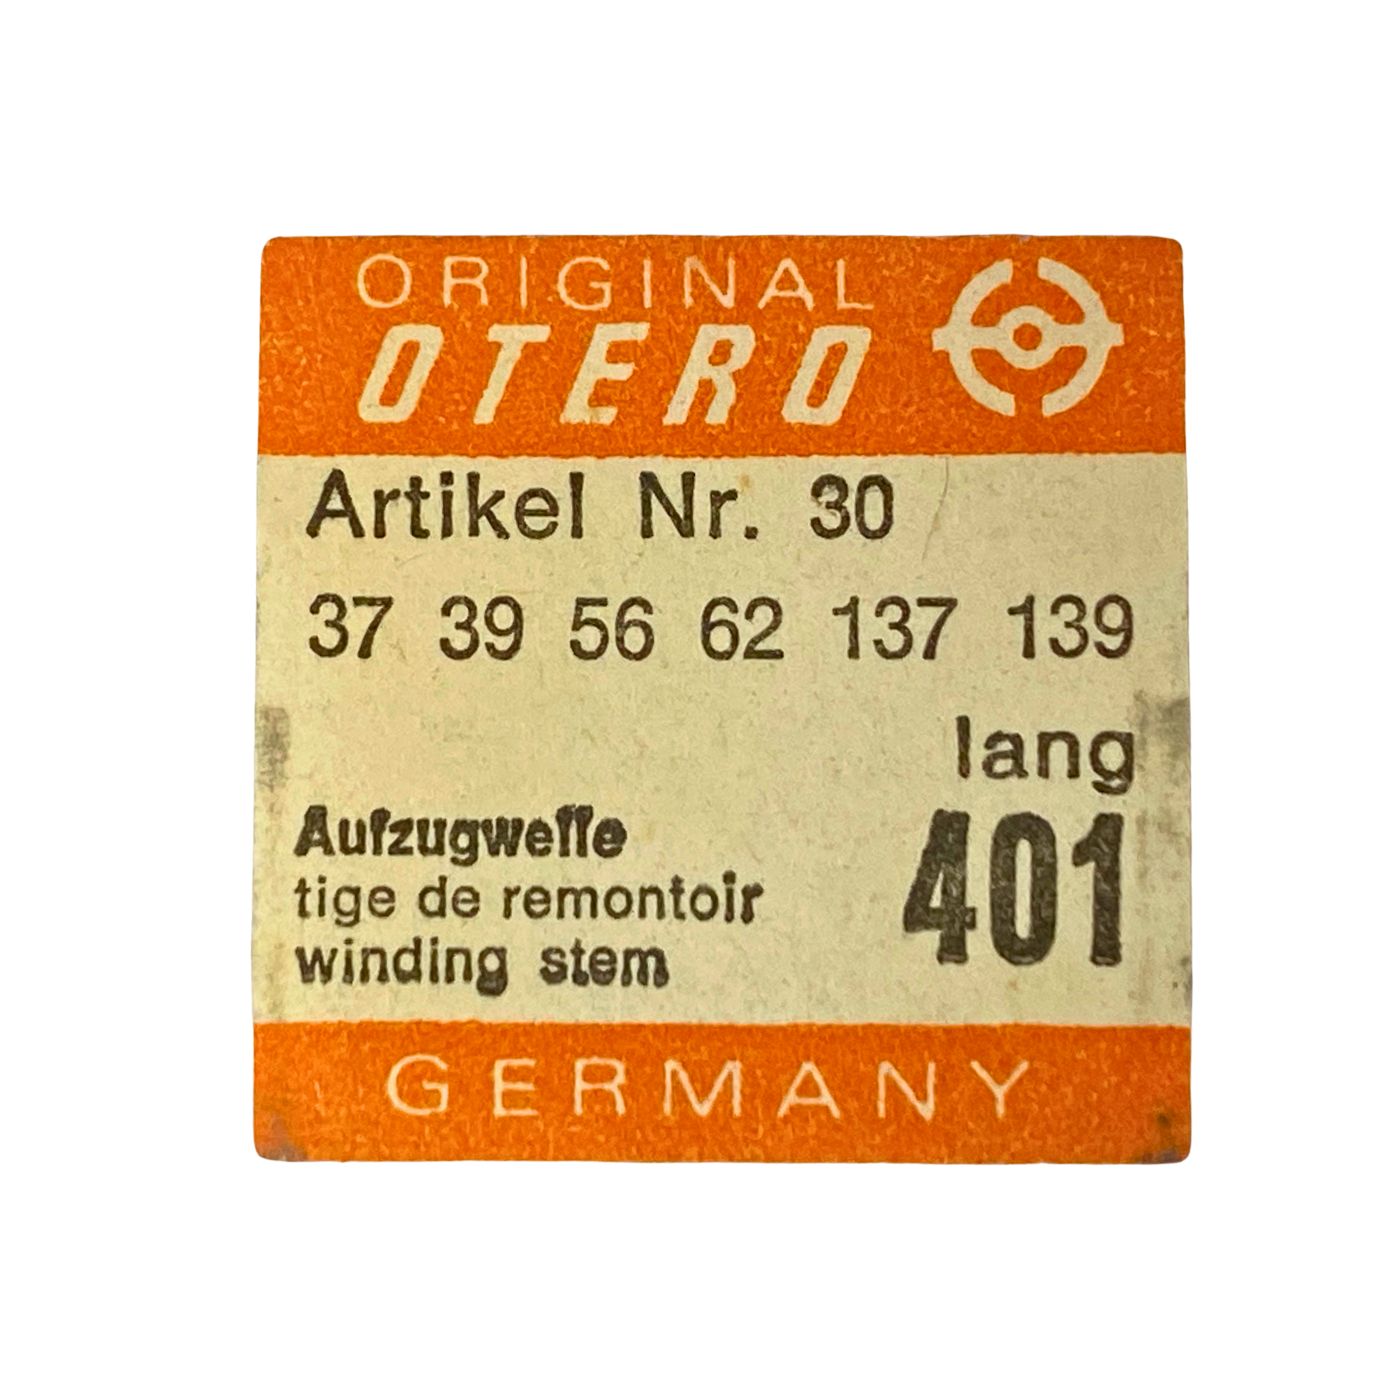 ORIGINAL
OTERO
Artikel Nr. 30
37 39 56 62 137 139
lang
401
Aufzugwelle
tige de remontoir
winding stem
GERMANY